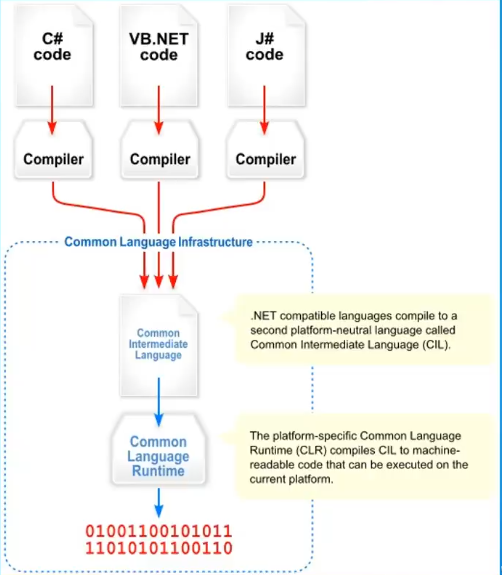 C#
code
VB.NET
code
J#
code
Compiler
Compiler
Compiler
Common Language Infrastructure
Common
Intermediate
Language
.NET compatible languages compile to a
second platform-neutral language called
Common Intermediate Language (CIL).
Common
Language
Runtime
The platform-specific Common Language
Runtime (CLR) compiles CIL to machine-
readable code that can be executed on the
current platform.
01001100101011
11010101100110